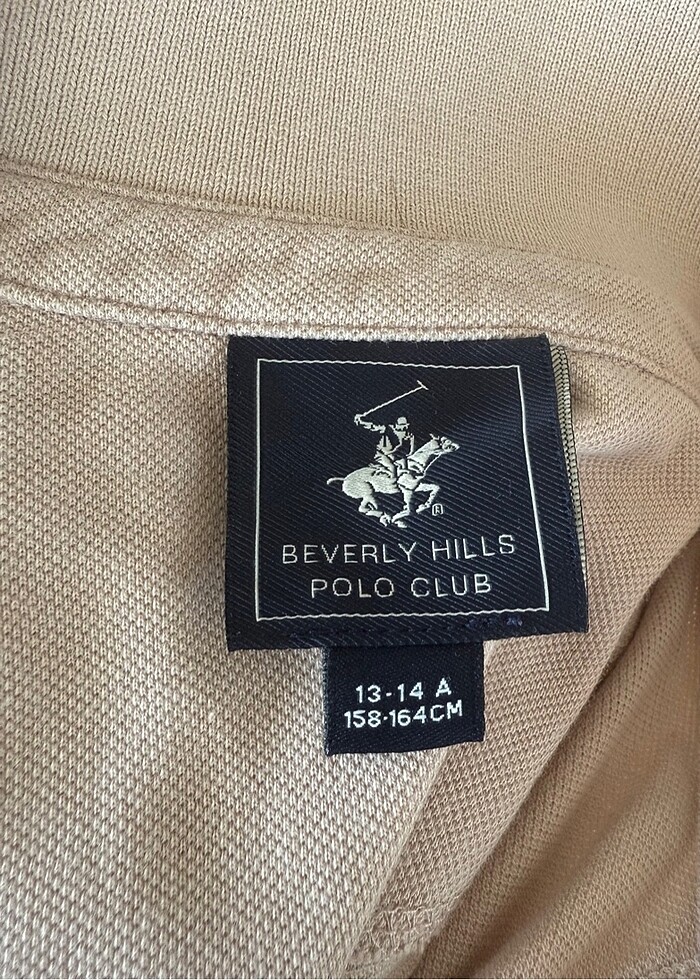 ®
BEVERLY HILLS
POLO CLUB
13-14 A
158-164CM